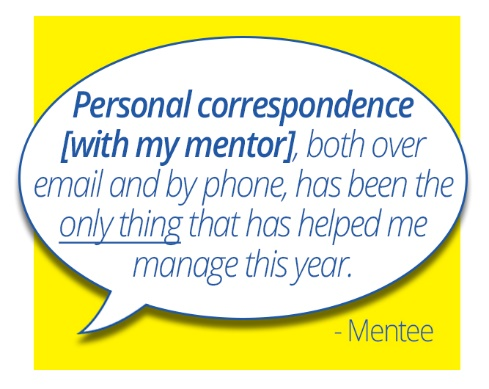 Personal correspondence
[with my mentor], both over
email and by phone, has been the
only thing that has helped me
manage this year.
- Mentee